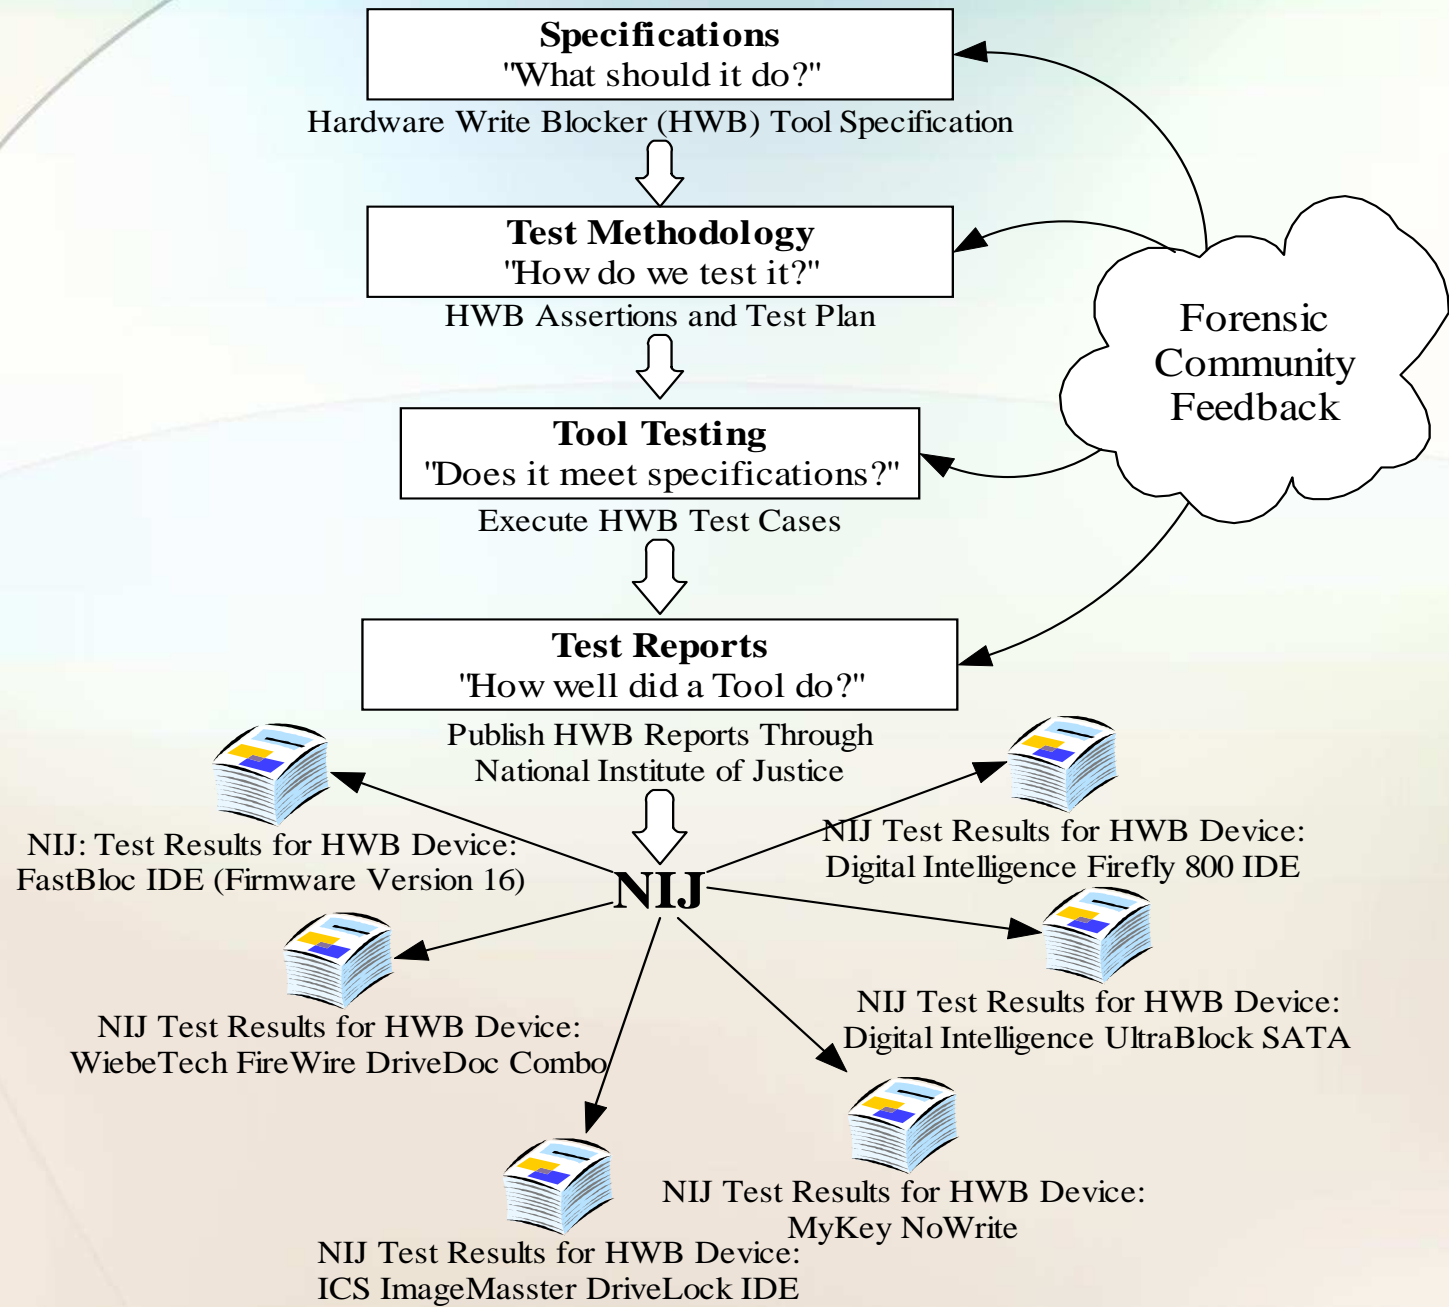 Specifications
"What should it do?"
Hardware Write Blocker (HWB) Tool Specification
Test Methodology
"How do we test it?"
HWB Assertions and Test Plan
Forensic
Community
Feedback
Tool Testing
"Does it meet specifications?"
Execute HWB Test Cases
Test Reports
"How well did a Tool do?"
Publish HWB Reports Through
National Institute of Justice
NIJ
NIJ: Test Results for HWB Device:
FastBloc IDE (Firmware Version 16)
NIJ Test Results for HWB Device:
Digital Intelligence Firefly 800 IDE
NIJ Test Results for HWB Device:
WiebeTech FireWire DriveDoc Combo
NIJ Test Results for HWB Device:
Digital Intelligence UltraBlock SATA
NIJ Test Results for HWB Device:
MyKey NoWrite
NIJ Test Results for HWB Device:
ICS ImageMasster DriveLock IDE